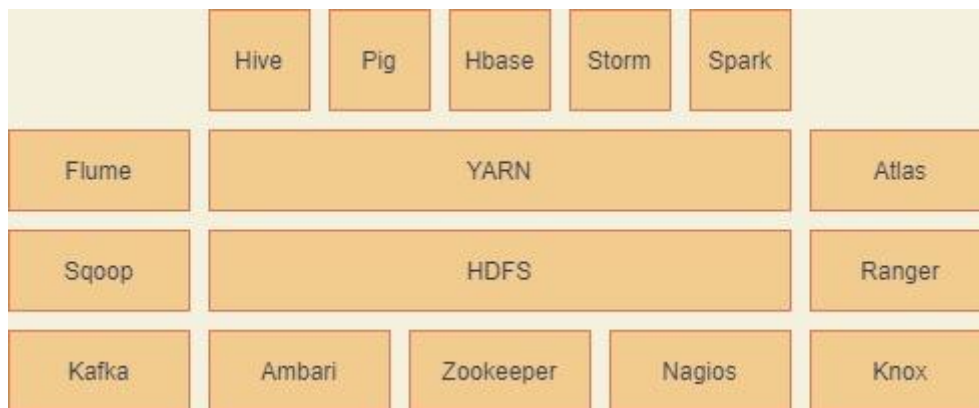 Hive Pig Hbase Storm Spark
Flume YARN Atlas
Sqoop HDFS Ranger
Kafka Ambari Zookeeper Nagios Knox